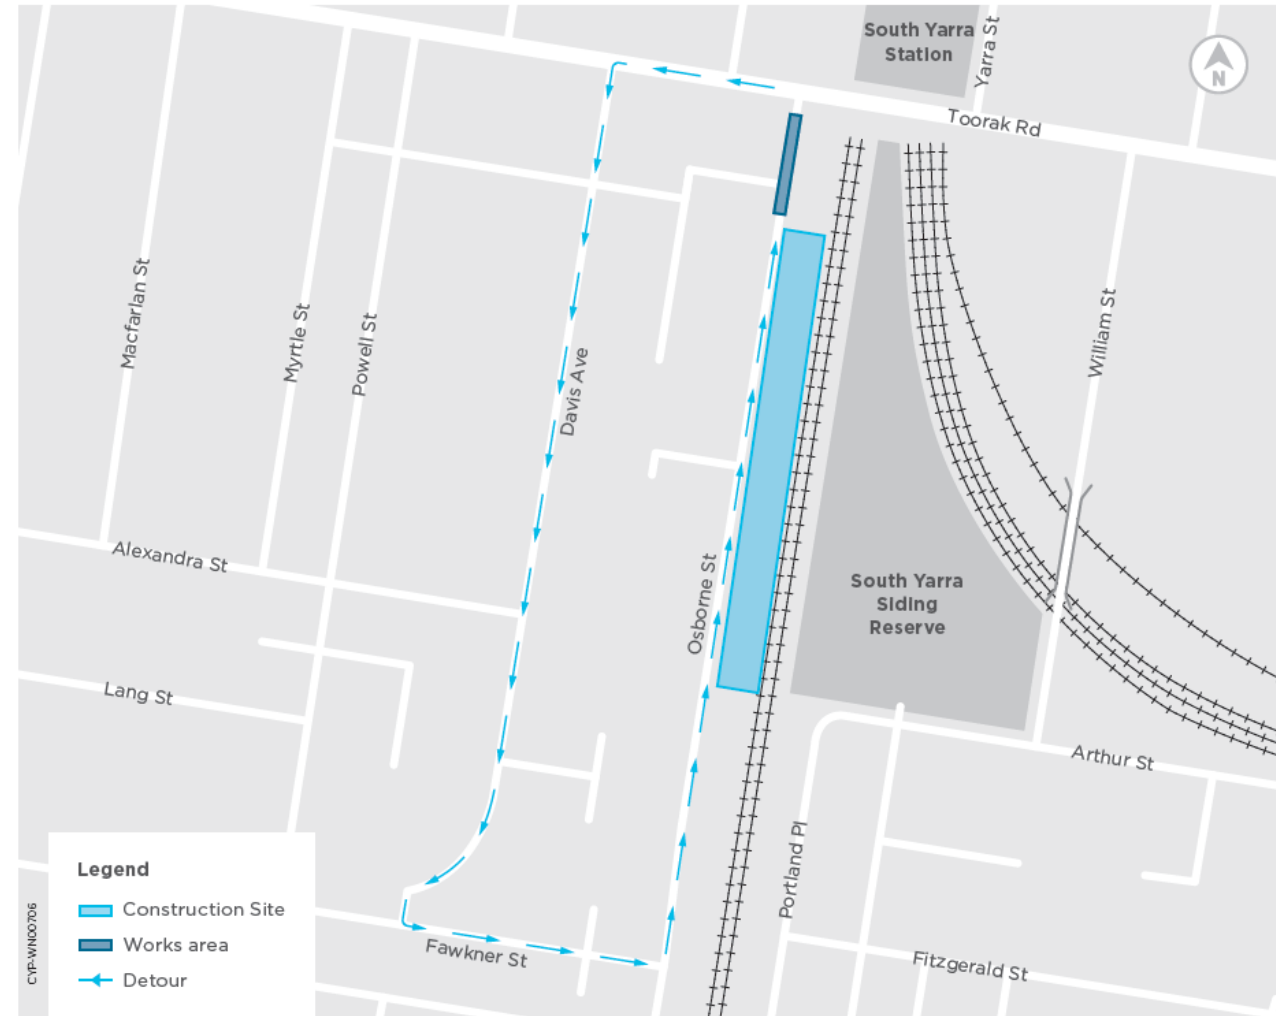 South Yarra
Station
Yarra St
N
Toorak Rd
Macfarlan St
Myrtle St
Powell St
Davis Ave
William St
Alexandra St
Osborne St
South Yarra
Siding
Reserve
Lang St
Arthur St
Portland Pl
Fawkner St
Fitzgerald St
Legend
Construction Site
Works area
Detour
CYP-WN00706